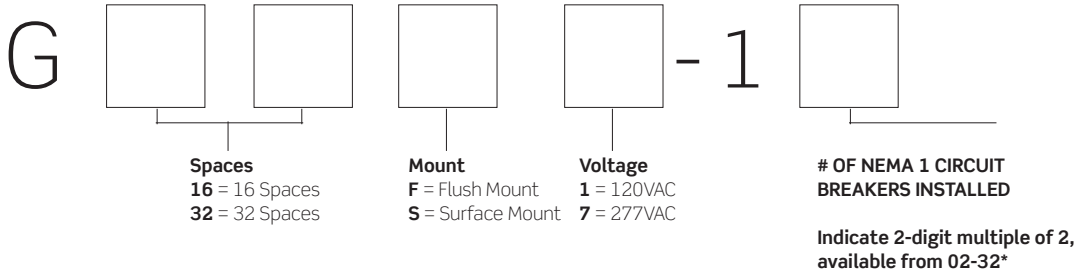 G - 1
Spaces
16 = 16 Spaces
32 = 32 Spaces
Mount
F = Flush Mount
S = Surface Mount
Voltage
1 = 120VAC
7 = 277VAC
# OF NEMA 1 CIRCUIT
BREAKERS INSTALLED
Indicate 2-digit multiple of 2,
available from 02-32*